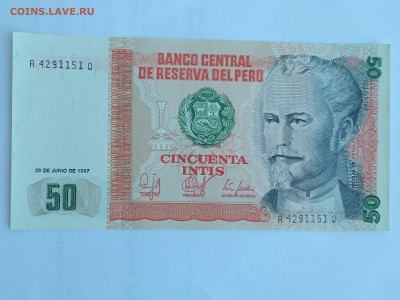 COINS.LAVE.RU
BANCO CENTRAL
DE RESERVA DEL PERU
A 4291151 Q
50
CINCUENTA
INTIS
26 DE JUNIO DE 1987
50
A 4291151 Q
50